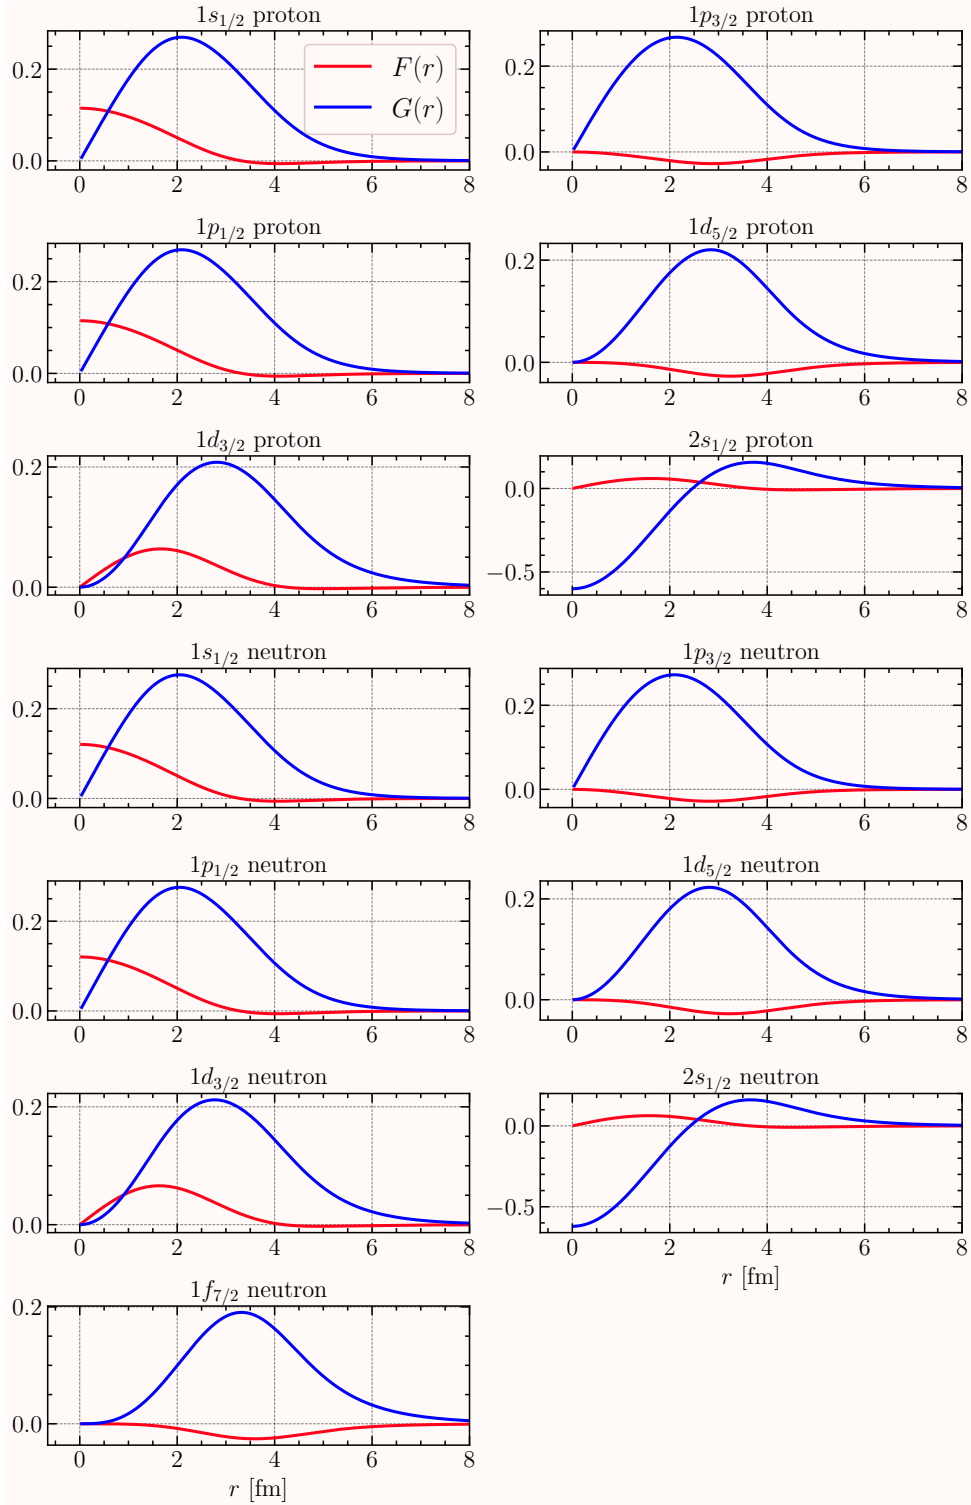 1s1/2 proton
0.2
0.0
F(r)
G(r)
0 2 4 6 8
1p3/2 proton
0.2
0.0
0 2 4 6 8
1p1/2 proton
0.2
0.0
0 2 4 6 8
1d5/2 proton
0.2
0.0
0 2 4 6 8
1d3/2 proton
0.2
0.0
0 2 4 6 8
2s1/2 proton
0.0
−0.5
0 2 4 6 8
1s1/2 neutron
0.2
0.0
0 2 4 6 8
1p3/2 neutron
0.2
0.0
0 2 4 6 8
1p1/2 neutron
0.2
0.0
0 2 4 6 8
1d5/2 neutron
0.2
0.0
0 2 4 6 8
1d3/2 neutron
0.2
0.0
0 2 4 6 8
2s1/2 neutron
0.0
−0.5
0 2 4 6 8
r [fm]
1f7/2 neutron
0.2
0.0
0 2 4 6 8
r [fm]